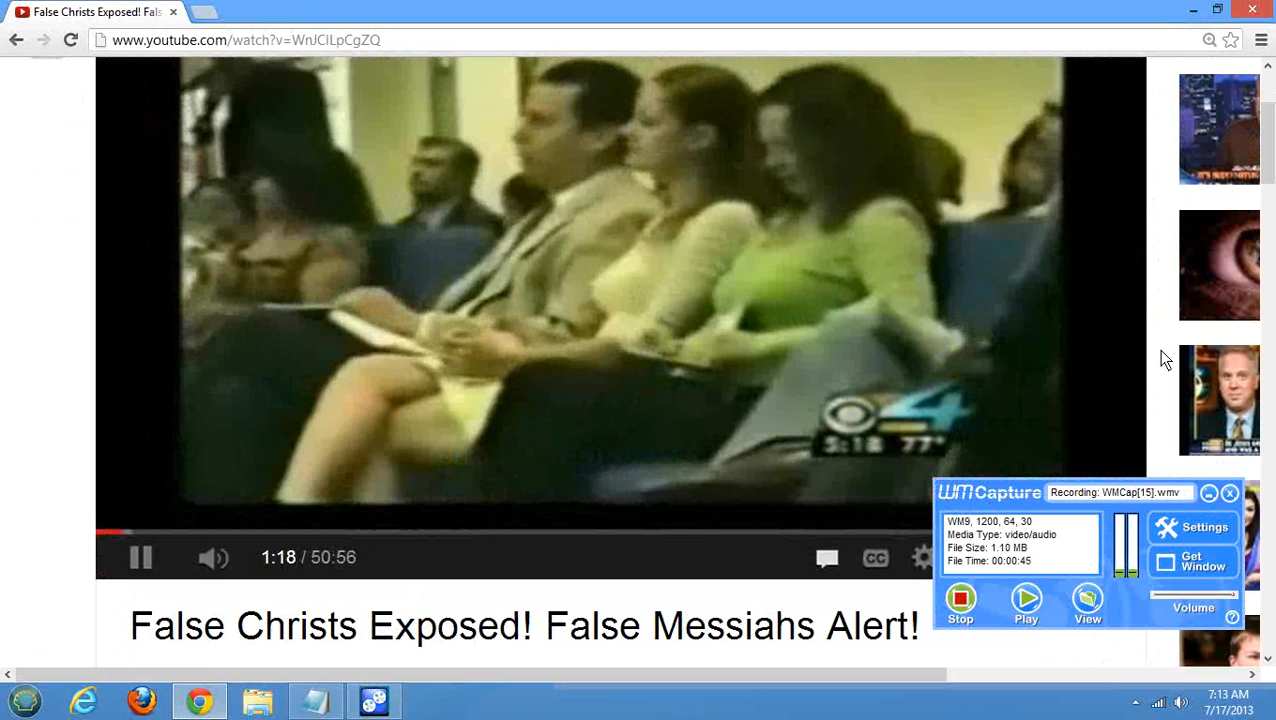 False Christs Exposed! Fals
www.youtube.com/watch?v=WnJClLpCgZQ
4
5:18 77°
1:18 / 50:56
CC
False Christs Exposed! False Messiahs Alert!
WMCapture
Recording: WMCap[15].wmv
WM9, 1200, 64, 30
Media Type: video/audio
File Size: 1.10 MB
File Time: 00:00:45
Settings
Get
Window
Volume
Stop
Play
View
7:13 AM
7/17/2013